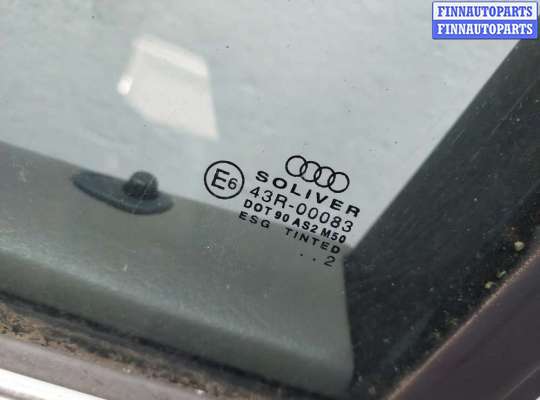 FINNAUTOPARTS
FINNAUTOPARTS
SOLIVER
E6
43R-00083
DOT 90 AS2 M50
ESG TINTED
..2